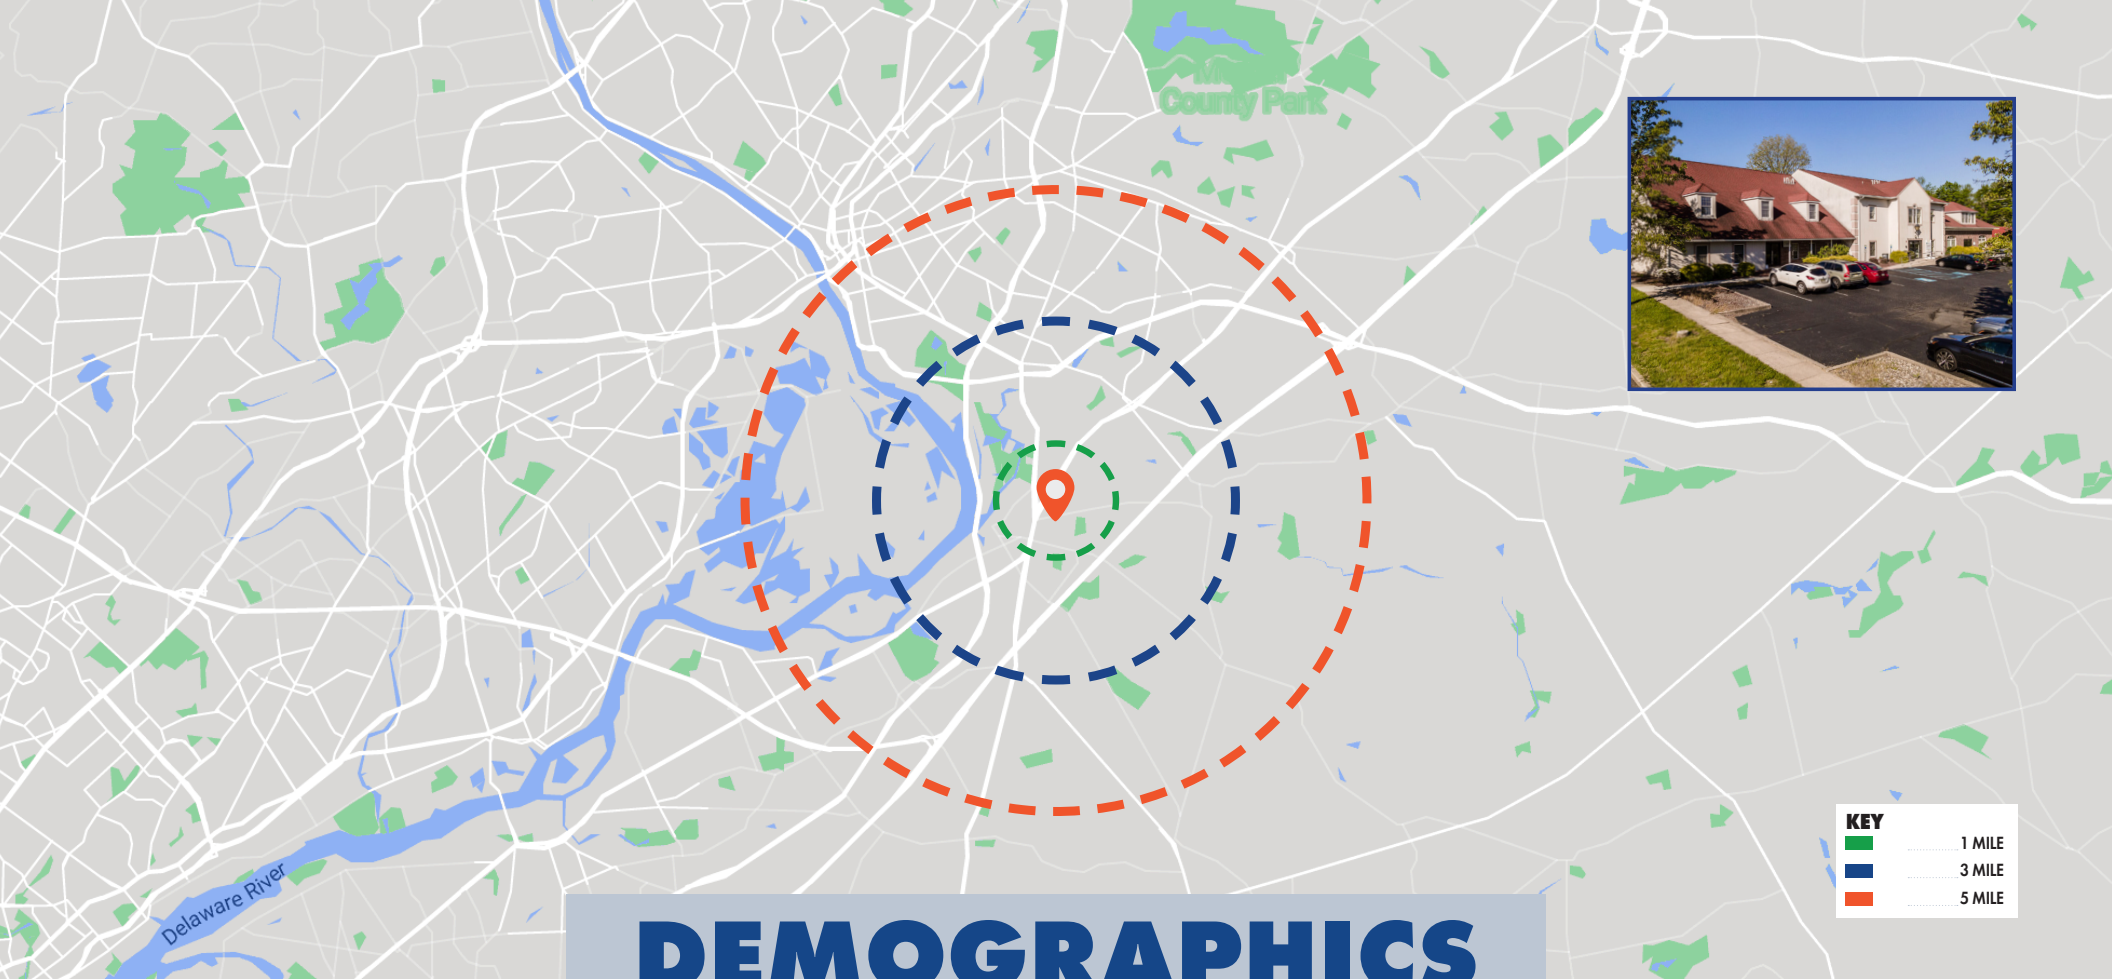 County Park
KEY
1 MILE
3 MILE
5 MILE
Delaware River
DEMOGRAPHICS